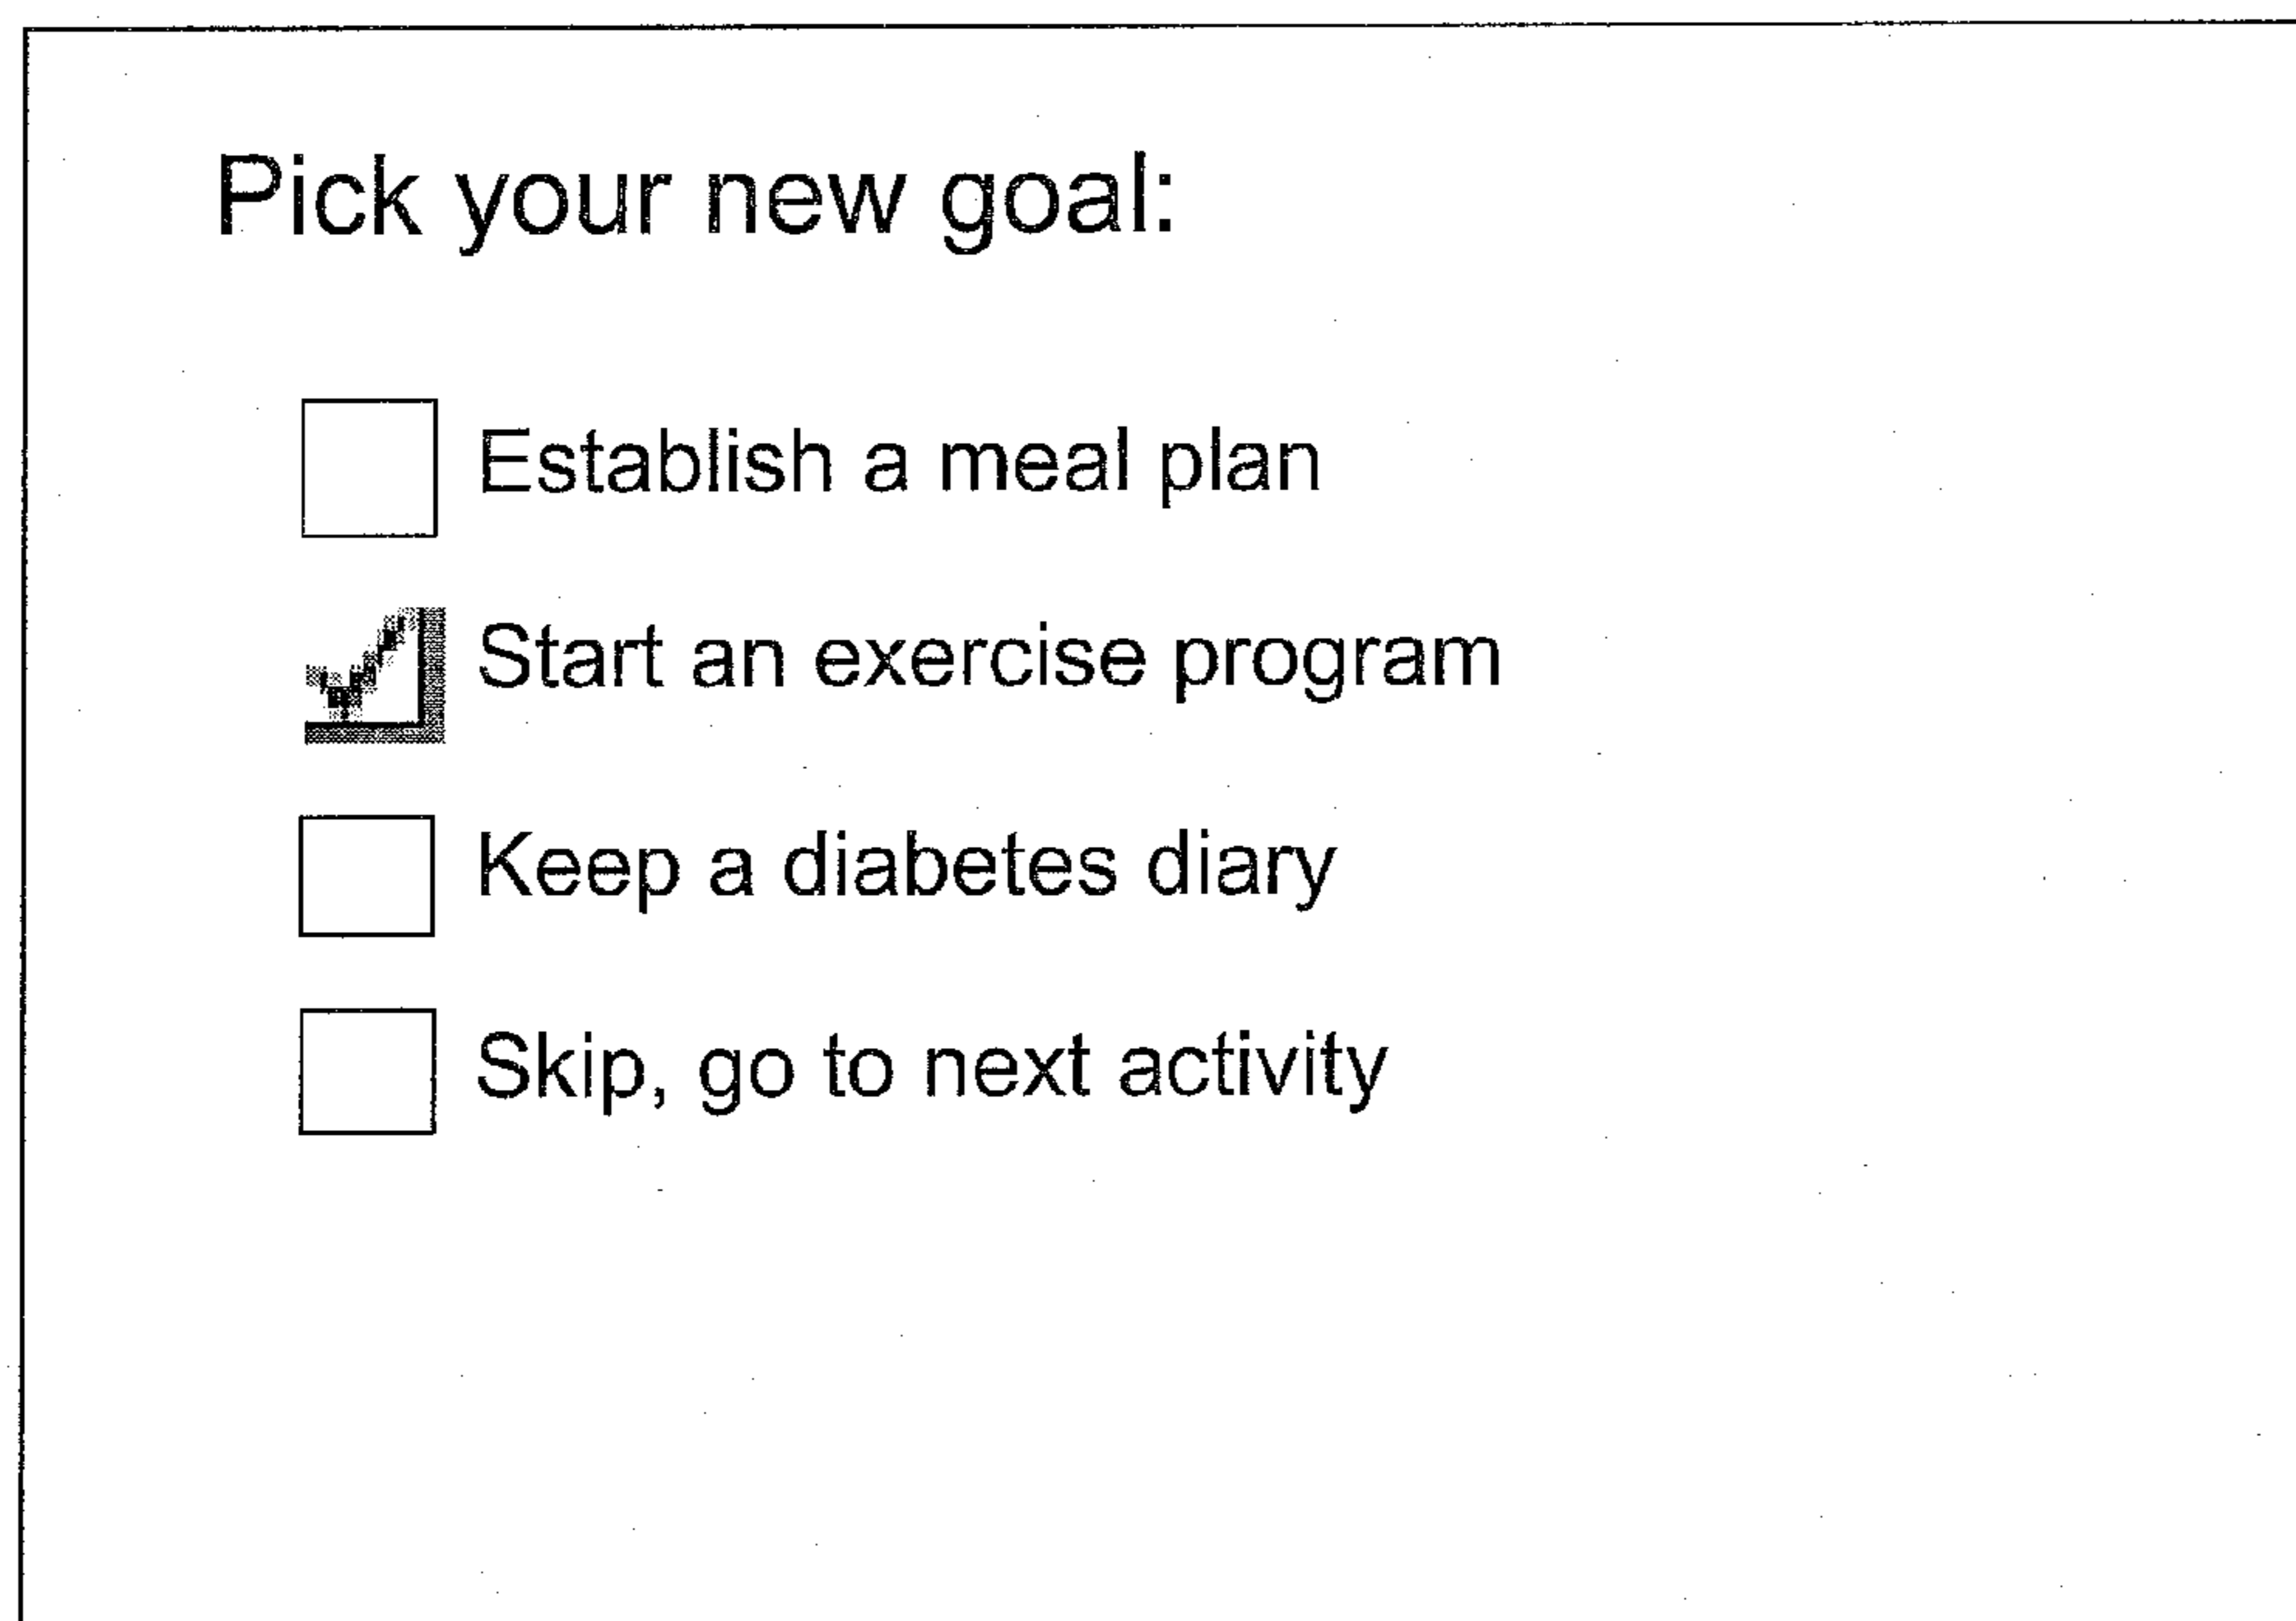 Pick your new goal:
Establish a meal plan
Start an exercise program
Keep a diabetes diary
Skip, go to next activity